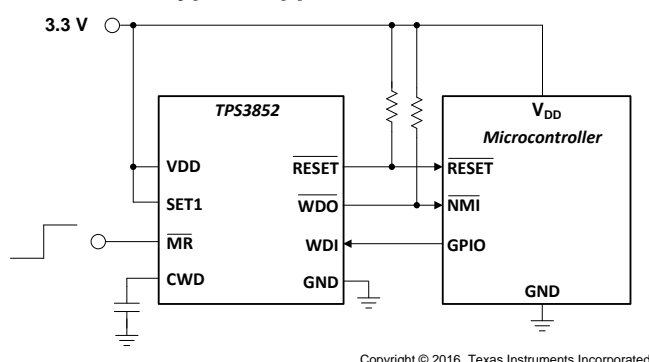 3.3 V
TPS3852
VDD
SET1
MR
CWD
RESET
WDO
WDI
GND
VDD
Microcontroller
RESET
NMI
GPIO
GND
Copyright © 2016, Texas Instruments Incorporated